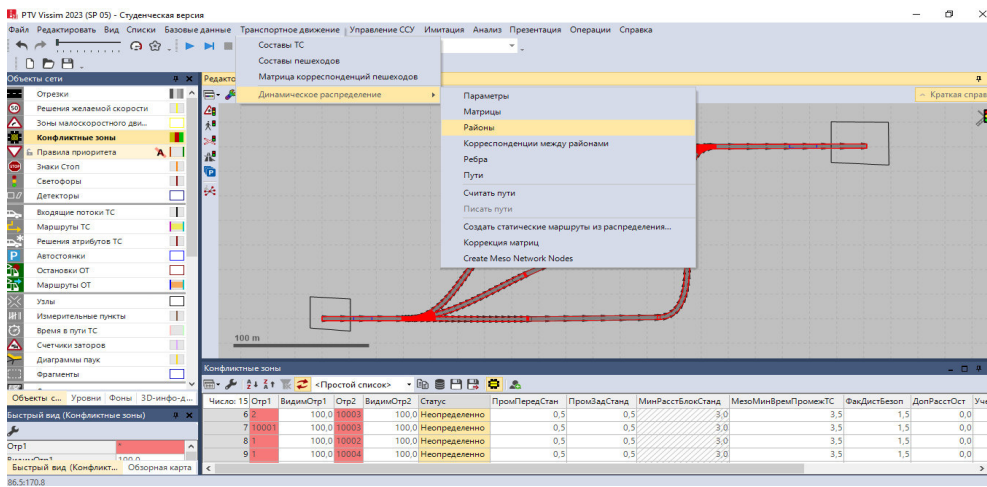 PTV Vissim 2023 (SP 05) - Студенческая версия
Файл Редактировать Вид Списки Базовые данные Транспортное движение Управление ССУ Имитация Анализ Презентация Операции Справка
Составы ТС
Составы пешеходов
Матрица корреспонденций пешеходов
Динамическое распределение
Параметры
Матрицы
Районы
Корреспонденции между районами
Ребра
Пути
Считать пути
Писать пути
Создать статические маршруты из распределения...
Коррекция матриц
Create Meso Network Nodes
Объекты сети
Отрезки
Решения желаемой скорости
Зоны малоскоростного дви...
Конфликтные зоны
Правила приоритета
Знаки Стоп
Светофоры
Детекторы
Входящие потоки ТС
Маршруты ТС
Решения атрибутов ТС
Автостоянки
Остановки ОТ
Маршруты ОТ
Узлы
Измерительные пункты
Время в пути ТС
Счетчики заторов
Диаграммы паук
Фрагменты
Объекты с... Уровни Фоны 3D-инфо-д...
Редакто
Краткая справ
100 m
Быстрый вид (Конфликтные зоны)
Отр1 *
ВидимОтр1 100,0
Быстрый вид (Конфликт... Обзорная карта
Конфликтные зоны
<Простой список>
Число: 15 Отр1 ВидимОтр1 Отр2 ВидимОтр2 Статус ПромПередСтан ПромЗадСтанд МинРасстБлокСтанд МезоМинВремПромежТС ФакДистБезоп ДопРасстОст Уче
6 2 100,0 10003 100,0 Неопределенно 0,5 0,5 3,0 3,5 1,5 0,0
7 10001 100,0 10003 100,0 Неопределенно 0,5 0,5 3,0 3,5 1,5 0,0
8 1 100,0 10002 100,0 Неопределенно 0,5 0,5 3,0 3,5 1,5 0,0
9 1 100,0 10004 100,0 Неопределенно 0,5 0,5 3,0 3,5 1,5 0,0
86.5:170.8